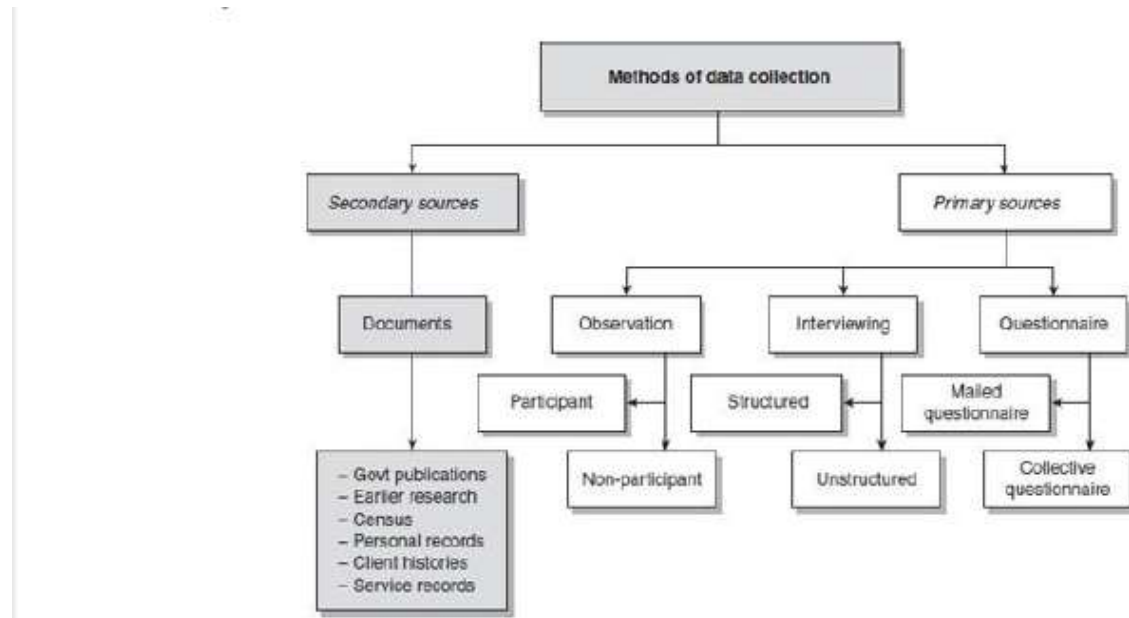 Methods of data collection
Secondary sources
Primary sources
Documents
Observation
Interviewing
Questionnaire
Participant
Structured
Mailed
questionnaire
– Govt publications
– Earlier research
– Census
– Personal records
– Client histories
– Service records
Non-participant
Unstructured
Collective
questionnaire